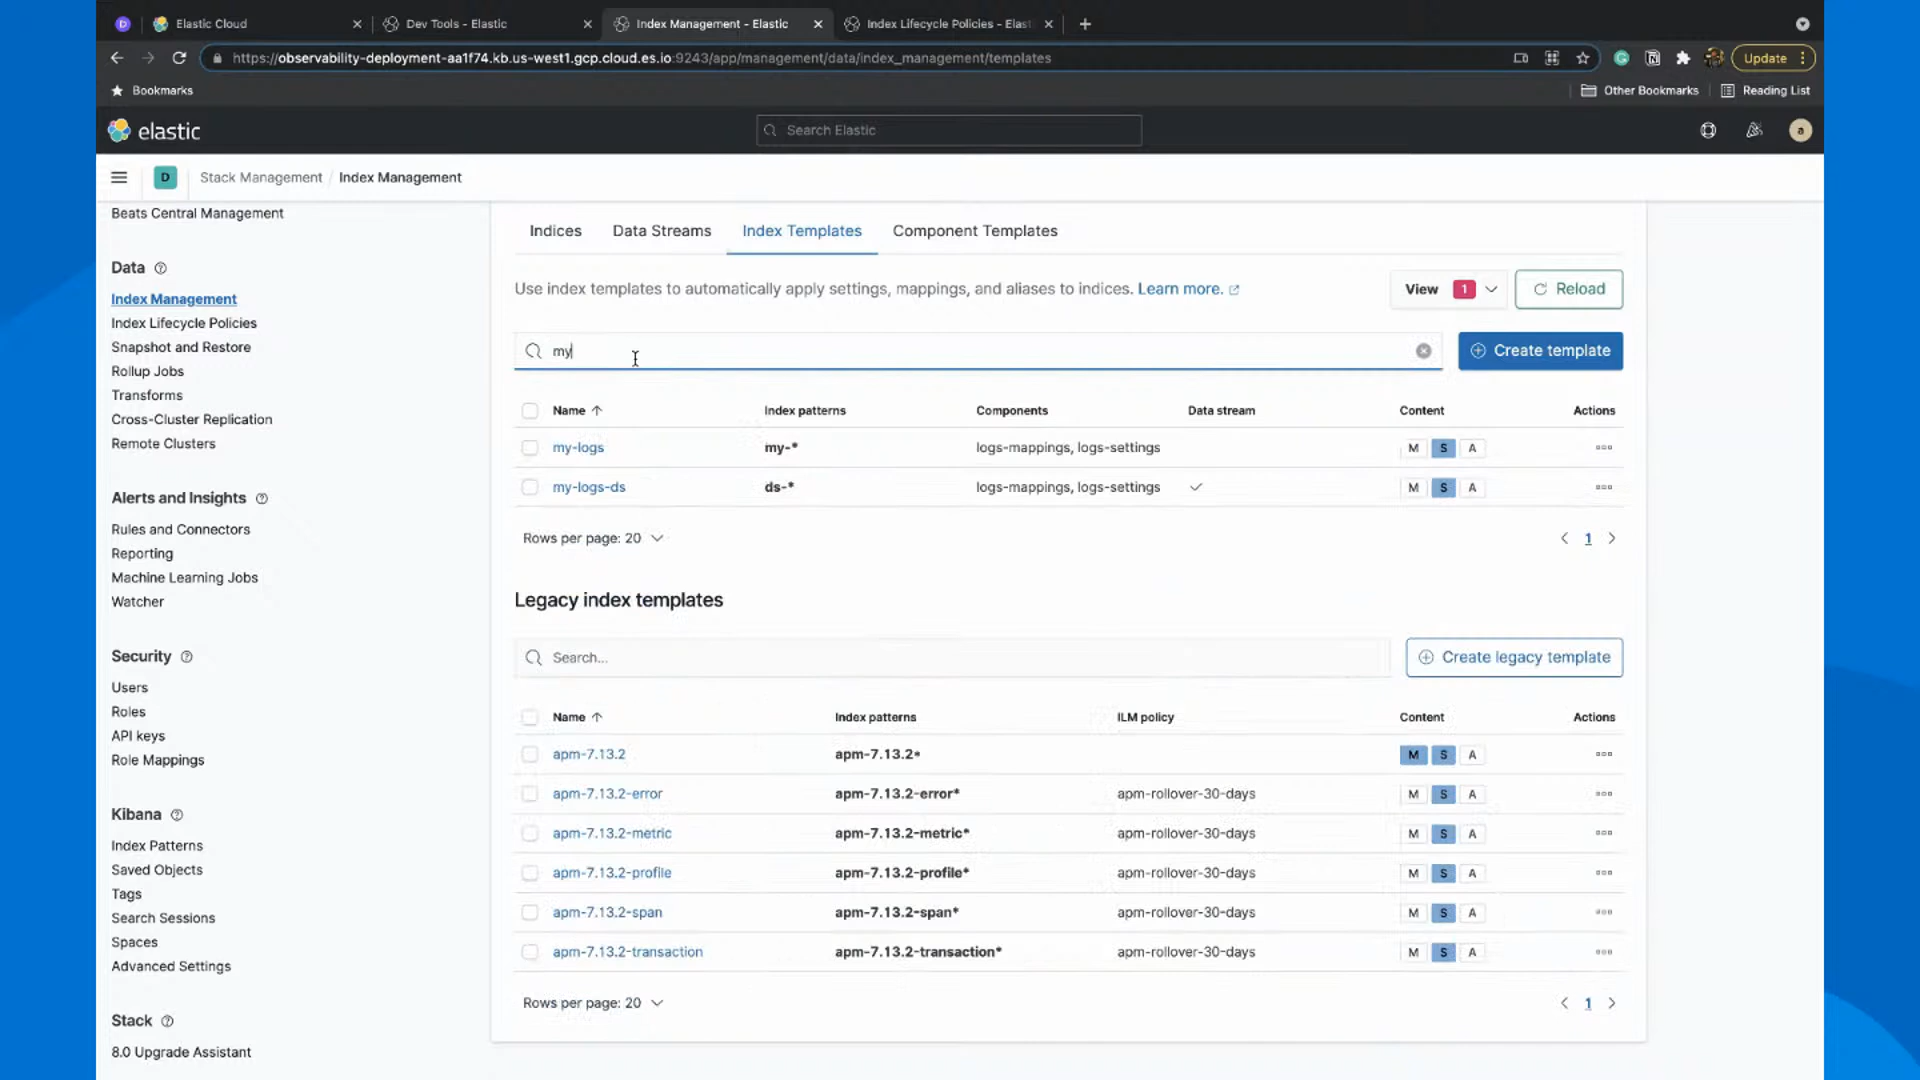 Elastic Cloud
Dev Tools - Elastic
Index Management - Elastic
Index Lifecycle Policies - Elast
https://observability-deployment-aa1f74.kb.us-west1.gcp.cloud.es.io:9243/app/management/data/index_management/templates
Update
Bookmarks
Other Bookmarks
Reading List
elastic
Search Elastic
a
D
Stack Management / Index Management
Beats Central Management
Data
Index Management
Index Lifecycle Policies
Snapshot and Restore
Rollup Jobs
Transforms
Cross-Cluster Replication
Remote Clusters
Alerts and Insights
Rules and Connectors
Reporting
Machine Learning Jobs
Watcher
Security
Users
Roles
API keys
Role Mappings
Kibana
Index Patterns
Saved Objects
Tags
Search Sessions
Spaces
Advanced Settings
Stack
8.0 Upgrade Assistant
Indices Data Streams Index Templates Component Templates
Use index templates to automatically apply settings, mappings, and aliases to indices. Learn more.
View 1
Reload
my
Create template
Name Index patterns Components Data stream Content Actions
my-logs my-* logs-mappings, logs-settings M S A
my-logs-ds ds-* logs-mappings, logs-settings M S A
Rows per page: 20
1
Legacy index templates
Search...
Create legacy template
Name Index patterns ILM policy Content Actions
apm-7.13.2 apm-7.13.2* M S A
apm-7.13.2-error apm-7.13.2-error* apm-rollover-30-days M S A
apm-7.13.2-metric apm-7.13.2-metric* apm-rollover-30-days M S A
apm-7.13.2-profile apm-7.13.2-profile* apm-rollover-30-days M S A
apm-7.13.2-span apm-7.13.2-span* apm-rollover-30-days M S A
apm-7.13.2-transaction apm-7.13.2-transaction* apm-rollover-30-days M S A
Rows per page: 20
1